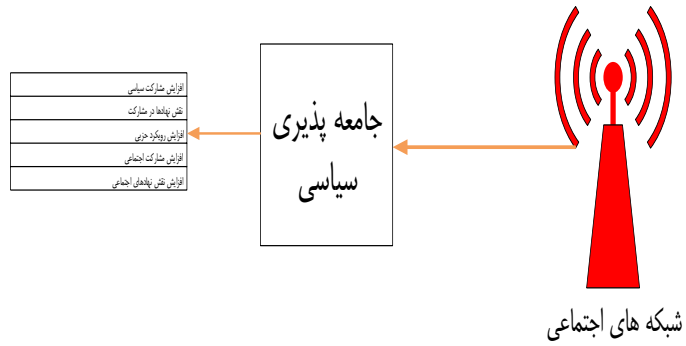 شبکه های اجتماعی
جامعه پذیری
سیاسی
افزایش مشارکت سیاسی
نقش نهادها در مشارکت
افزایش رویکرد حزبی
افزایش مشارکت اجتماعی
افزایش نقش نهادهای اجتماعی